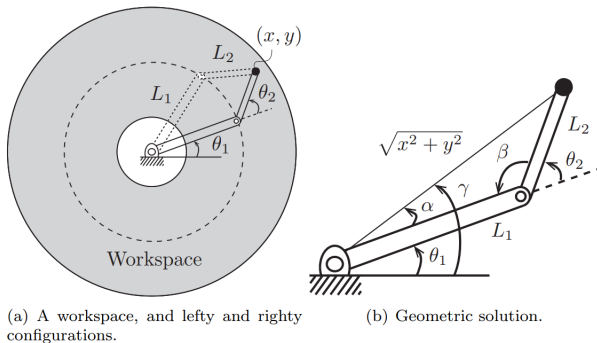 (x, y)
L₂
L₁
θ₂
θ₁
Workspace
(a) A workspace, and lefty and righty
configurations.
√x² + y²
β
L₂
θ₂
γ
α
L₁
θ₁
(b) Geometric solution.